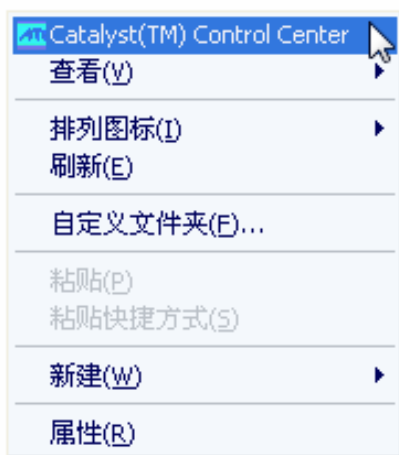 ATI Catalyst(TM) Control Center
查看(V)
排列图标(I)
刷新(E)
自定义文件夹(F)...
粘贴(P)
粘贴快捷方式(S)
新建(W)
属性(R)